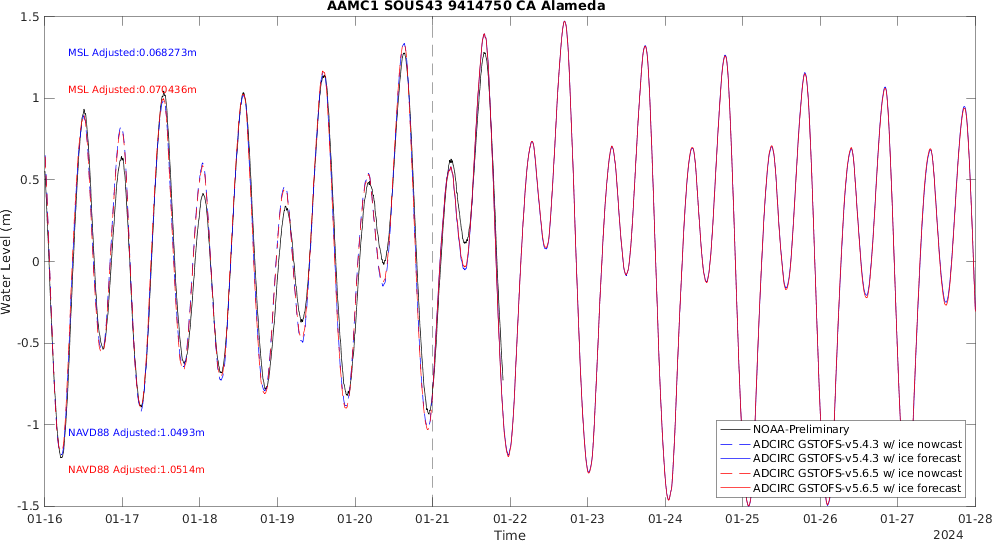 AAMC1 SOUS43 9414750 CA Alameda
1.5
MSL Adjusted:0.068273m
MSL Adjusted:0.070436m
1
0.5
0
Water Level (m)
-0.5
-1
NAVD88 Adjusted:1.0493m
NAVD88 Adjusted:1.0514m
NOAA-Preliminary
ADCIRC GSTOFS-v5.4.3 w/ ice nowcast
ADCIRC GSTOFS-v5.4.3 w/ ice forecast
ADCIRC GSTOFS-v5.6.5 w/ ice nowcast
ADCIRC GSTOFS-v5.6.5 w/ ice forecast
-1.5
01-16 01-17 01-18 01-19 01-20 01-21 01-22 01-23 01-24 01-25 01-26 01-27 01-28
Time
2024